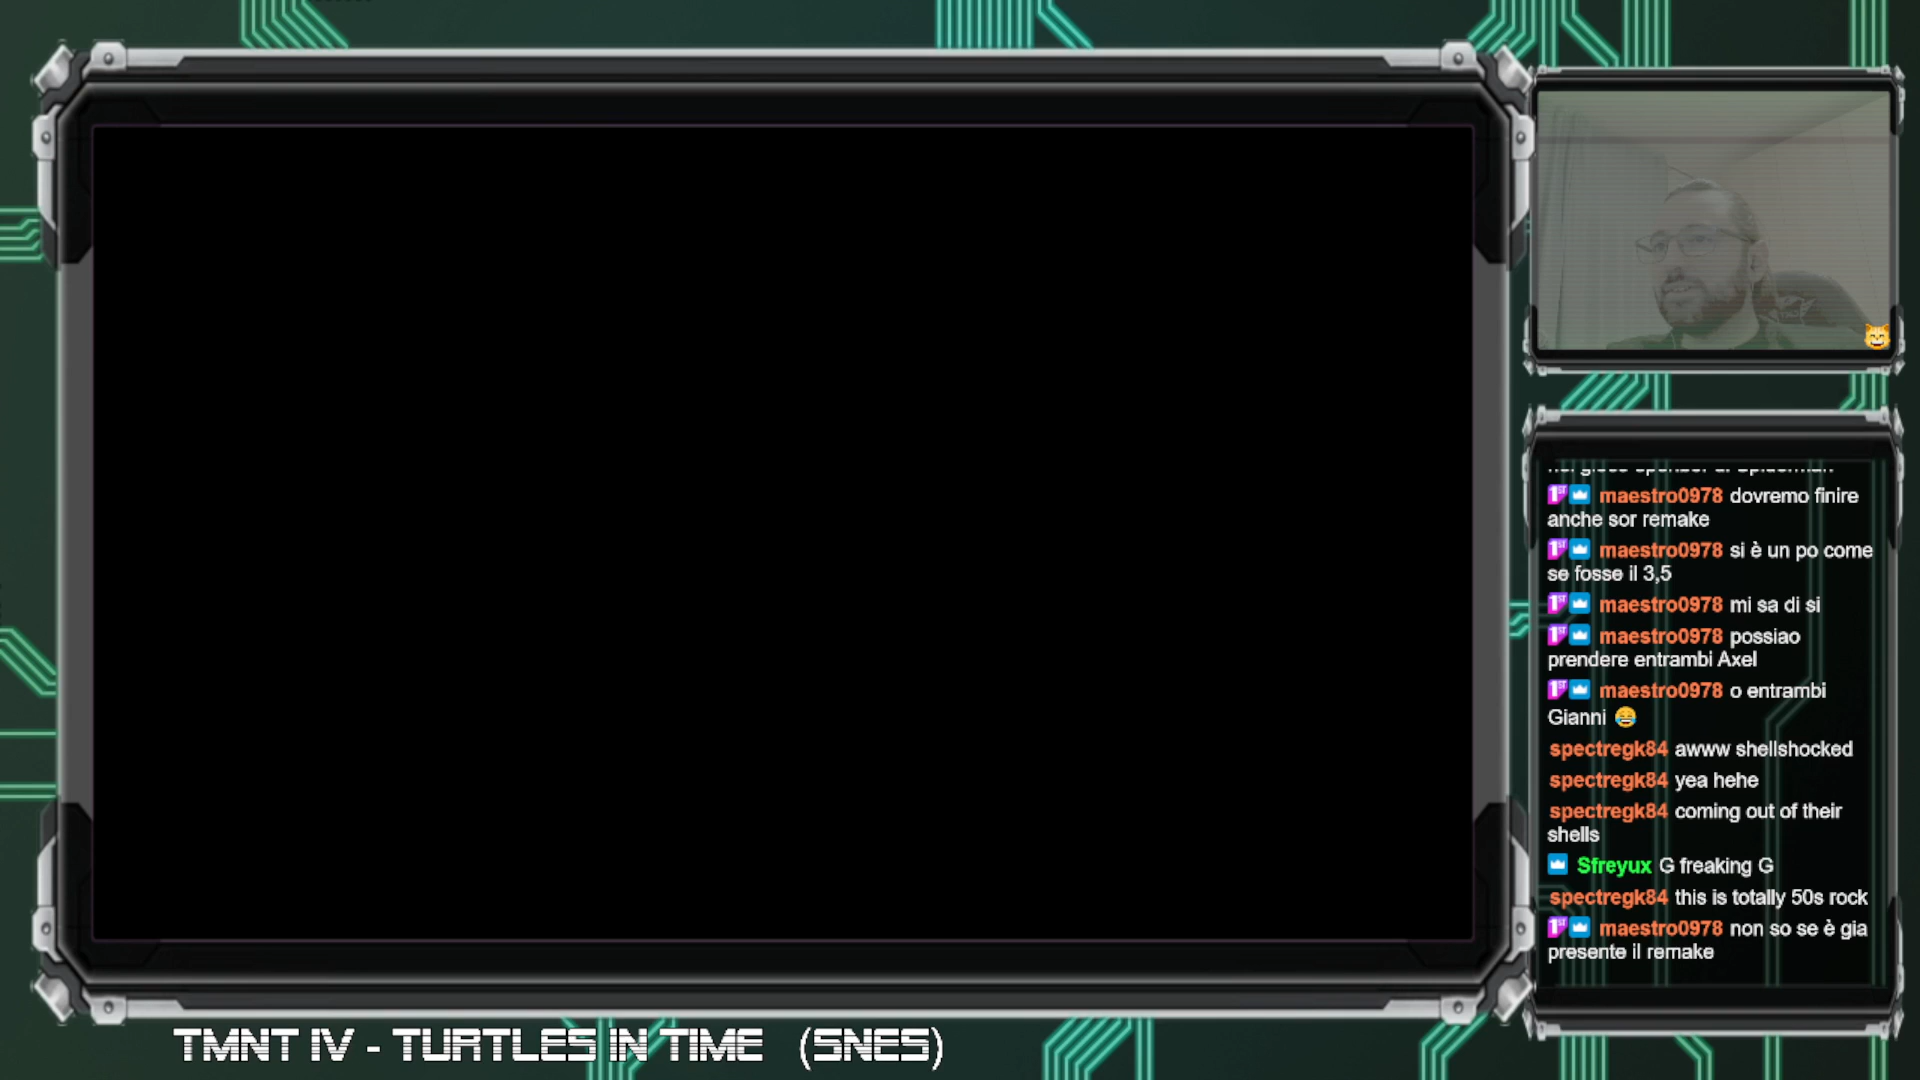 maestro0978 dovremo finire
anche sor remake
maestro0978 si è un po come
se fosse il 3,5
maestro0978 mi sa di si
maestro0978 possiao
prendere entrambi Axel
maestro0978 o entrambi
Gianni 😂
spectregk84 awww shellshocked
spectregk84 yea hehe
spectregk84 coming out of their
shells
Sfreyux G freaking G
spectregk84 this is totally 50s rock
maestro0978 non so se è gia
presente il remake
TMNT IV - TURTLES IN TIME (SNES)